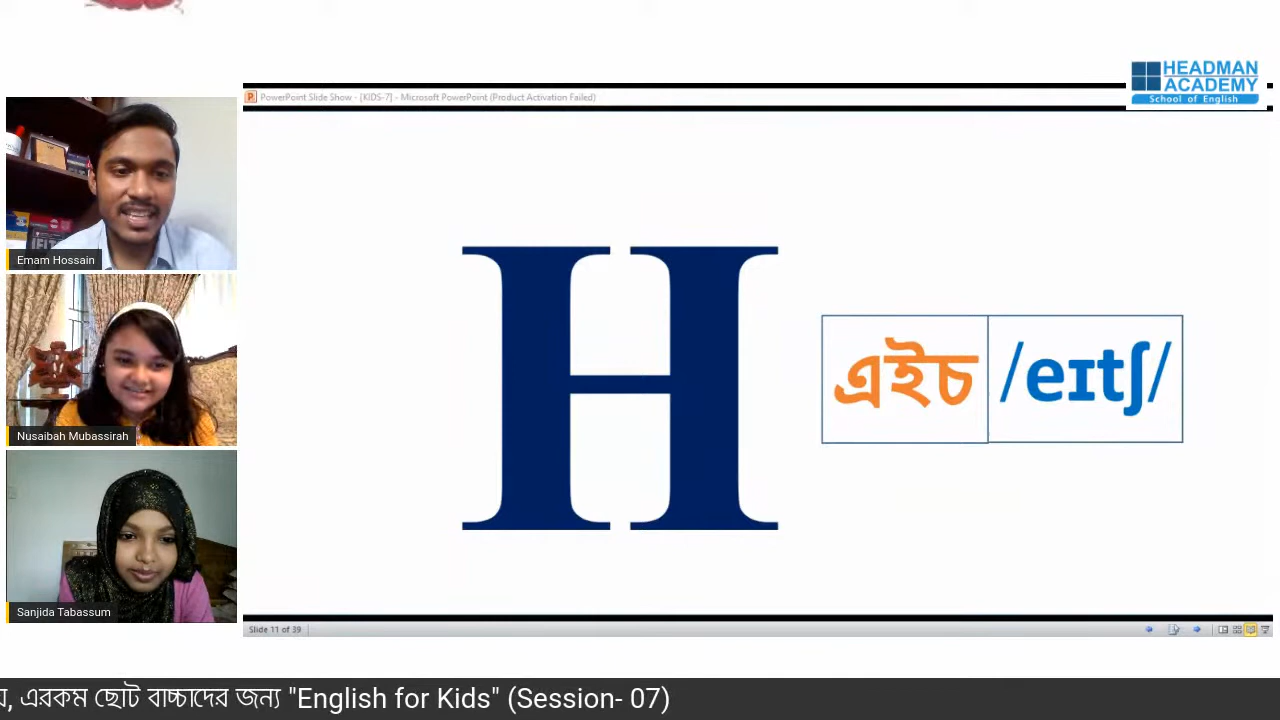 HEADMAN
ACADEMY
School of English
PowerPoint Slide Show - [KIDS-7] - Microsoft PowerPoint (Product Activation Failed)
Emam Hossain
Nusaibah Mubassirah
Sanjida Tabassum
H
এইচ /eɪtʃ/
Slide 11 of 39
এরকম ছোট বাচ্চাদের জন্য "English for Kids" (Session- 07)